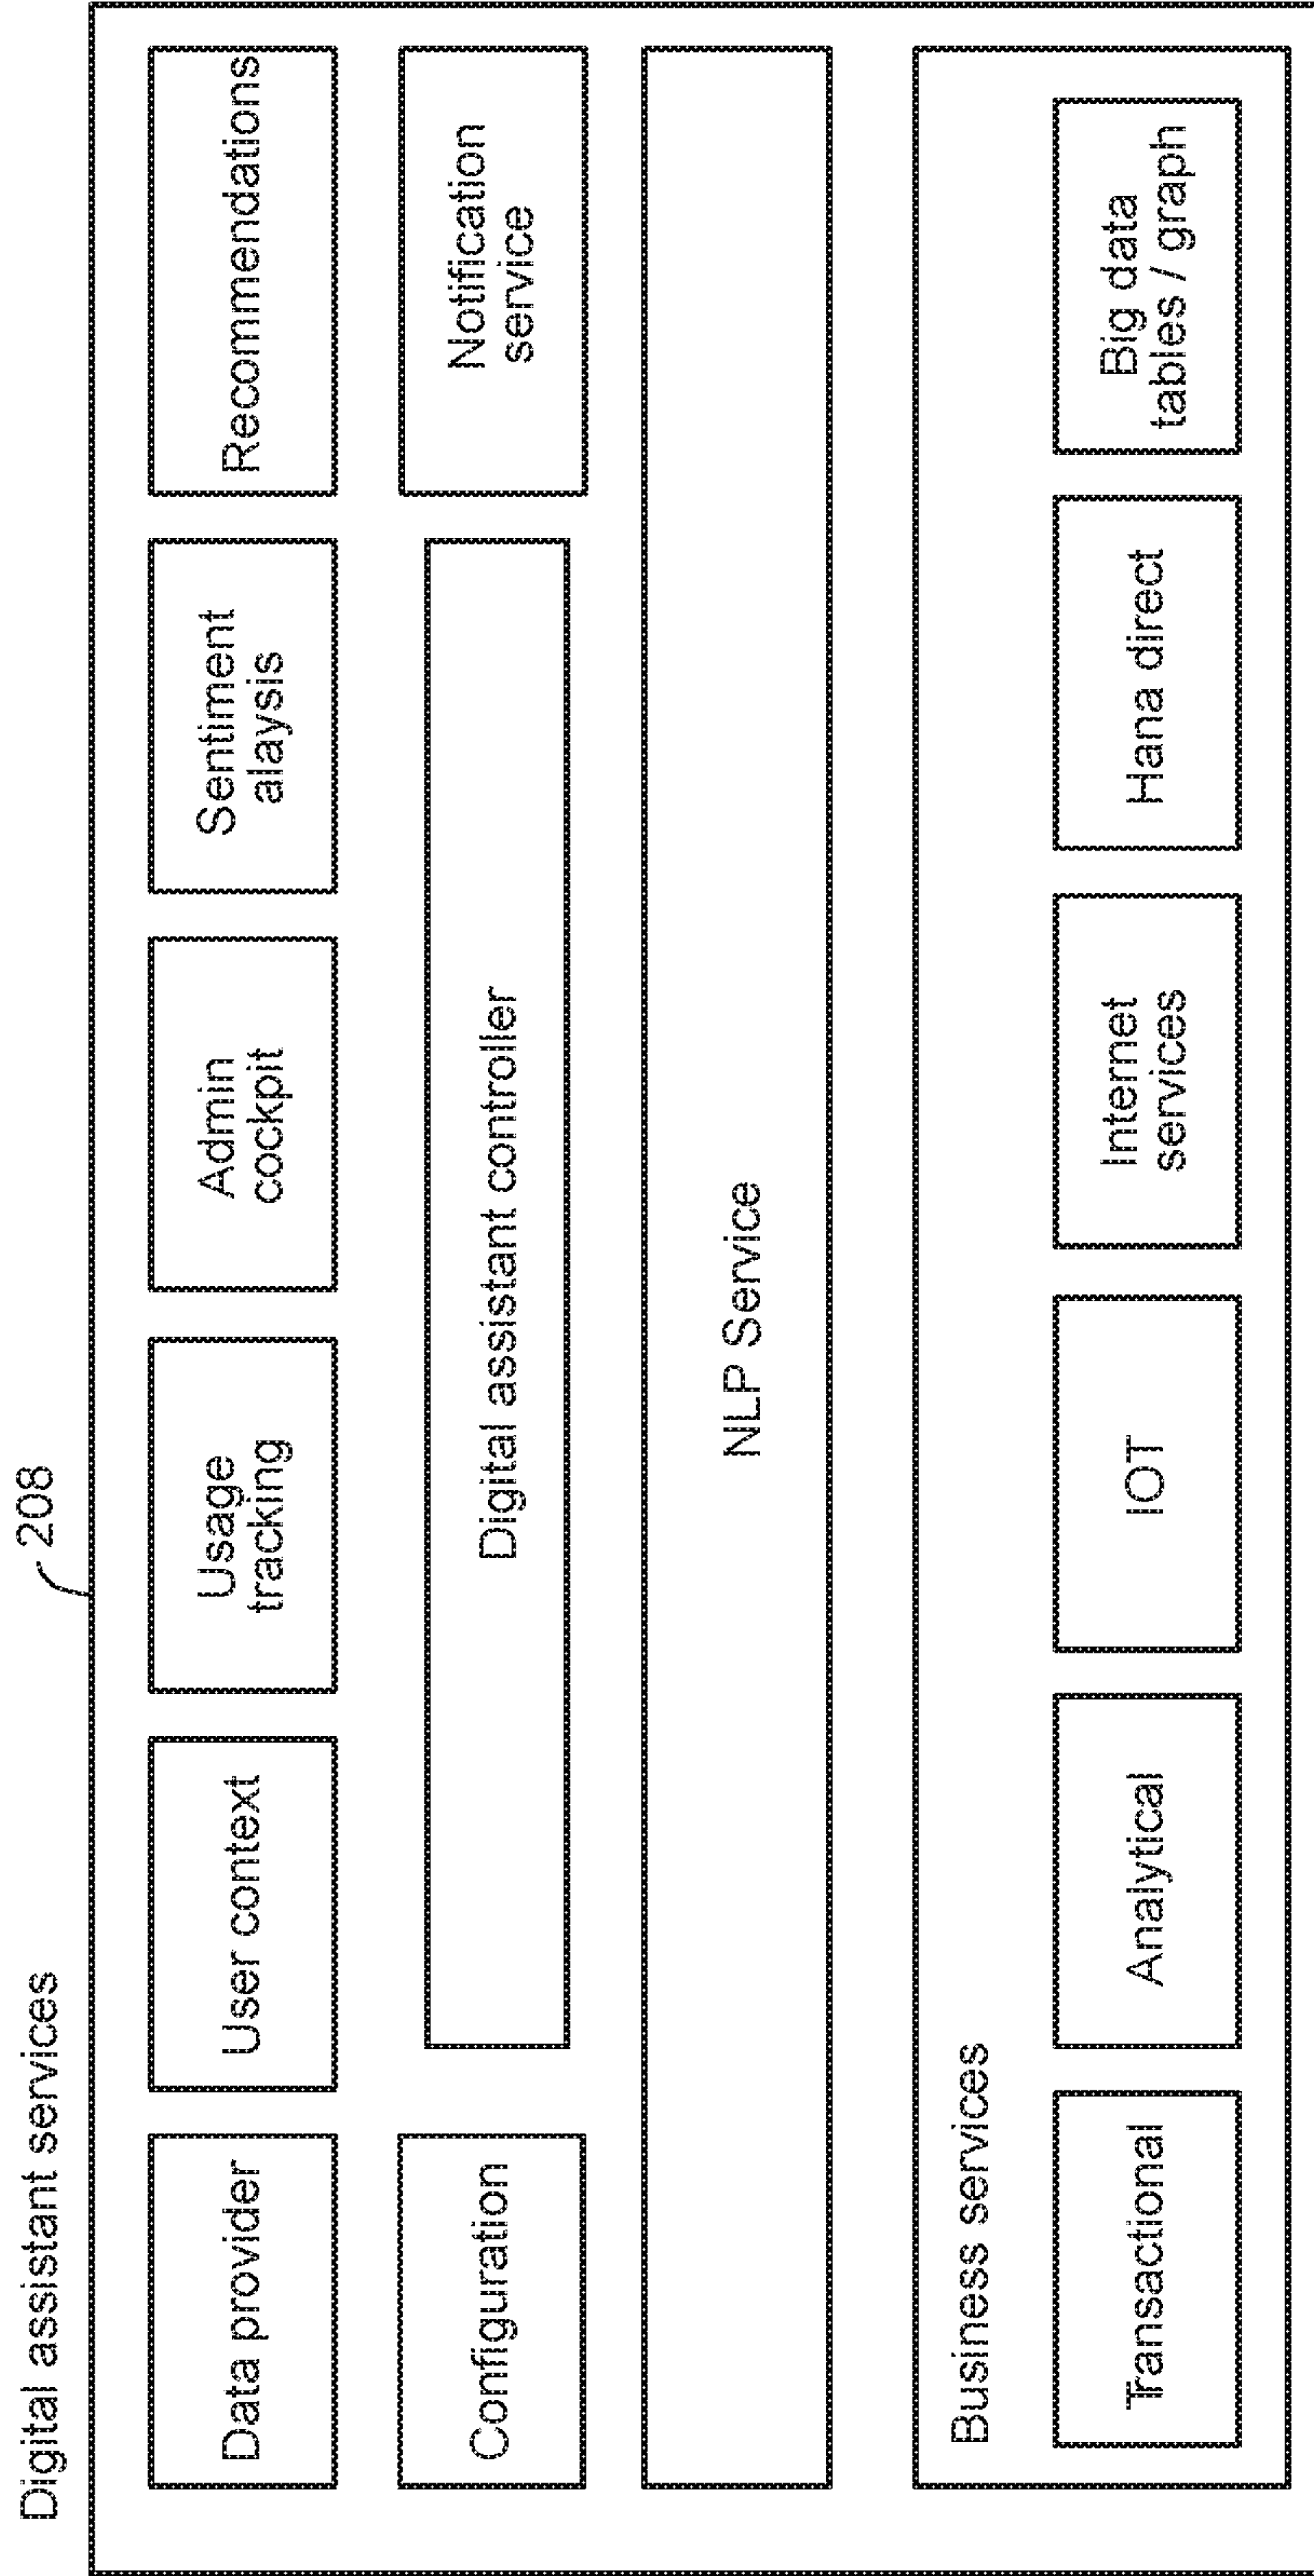 Digital assistant services
208
Data provider
User context
Usage
tracking
Admin
cockpit
Sentiment
alaysis
Recommendations
Configuration
Digital assistant controller
Notification
service
NLP Service
Business services
Transactional
Analytical
IOT
Internet
services
Hana direct
Big data
tables / graph